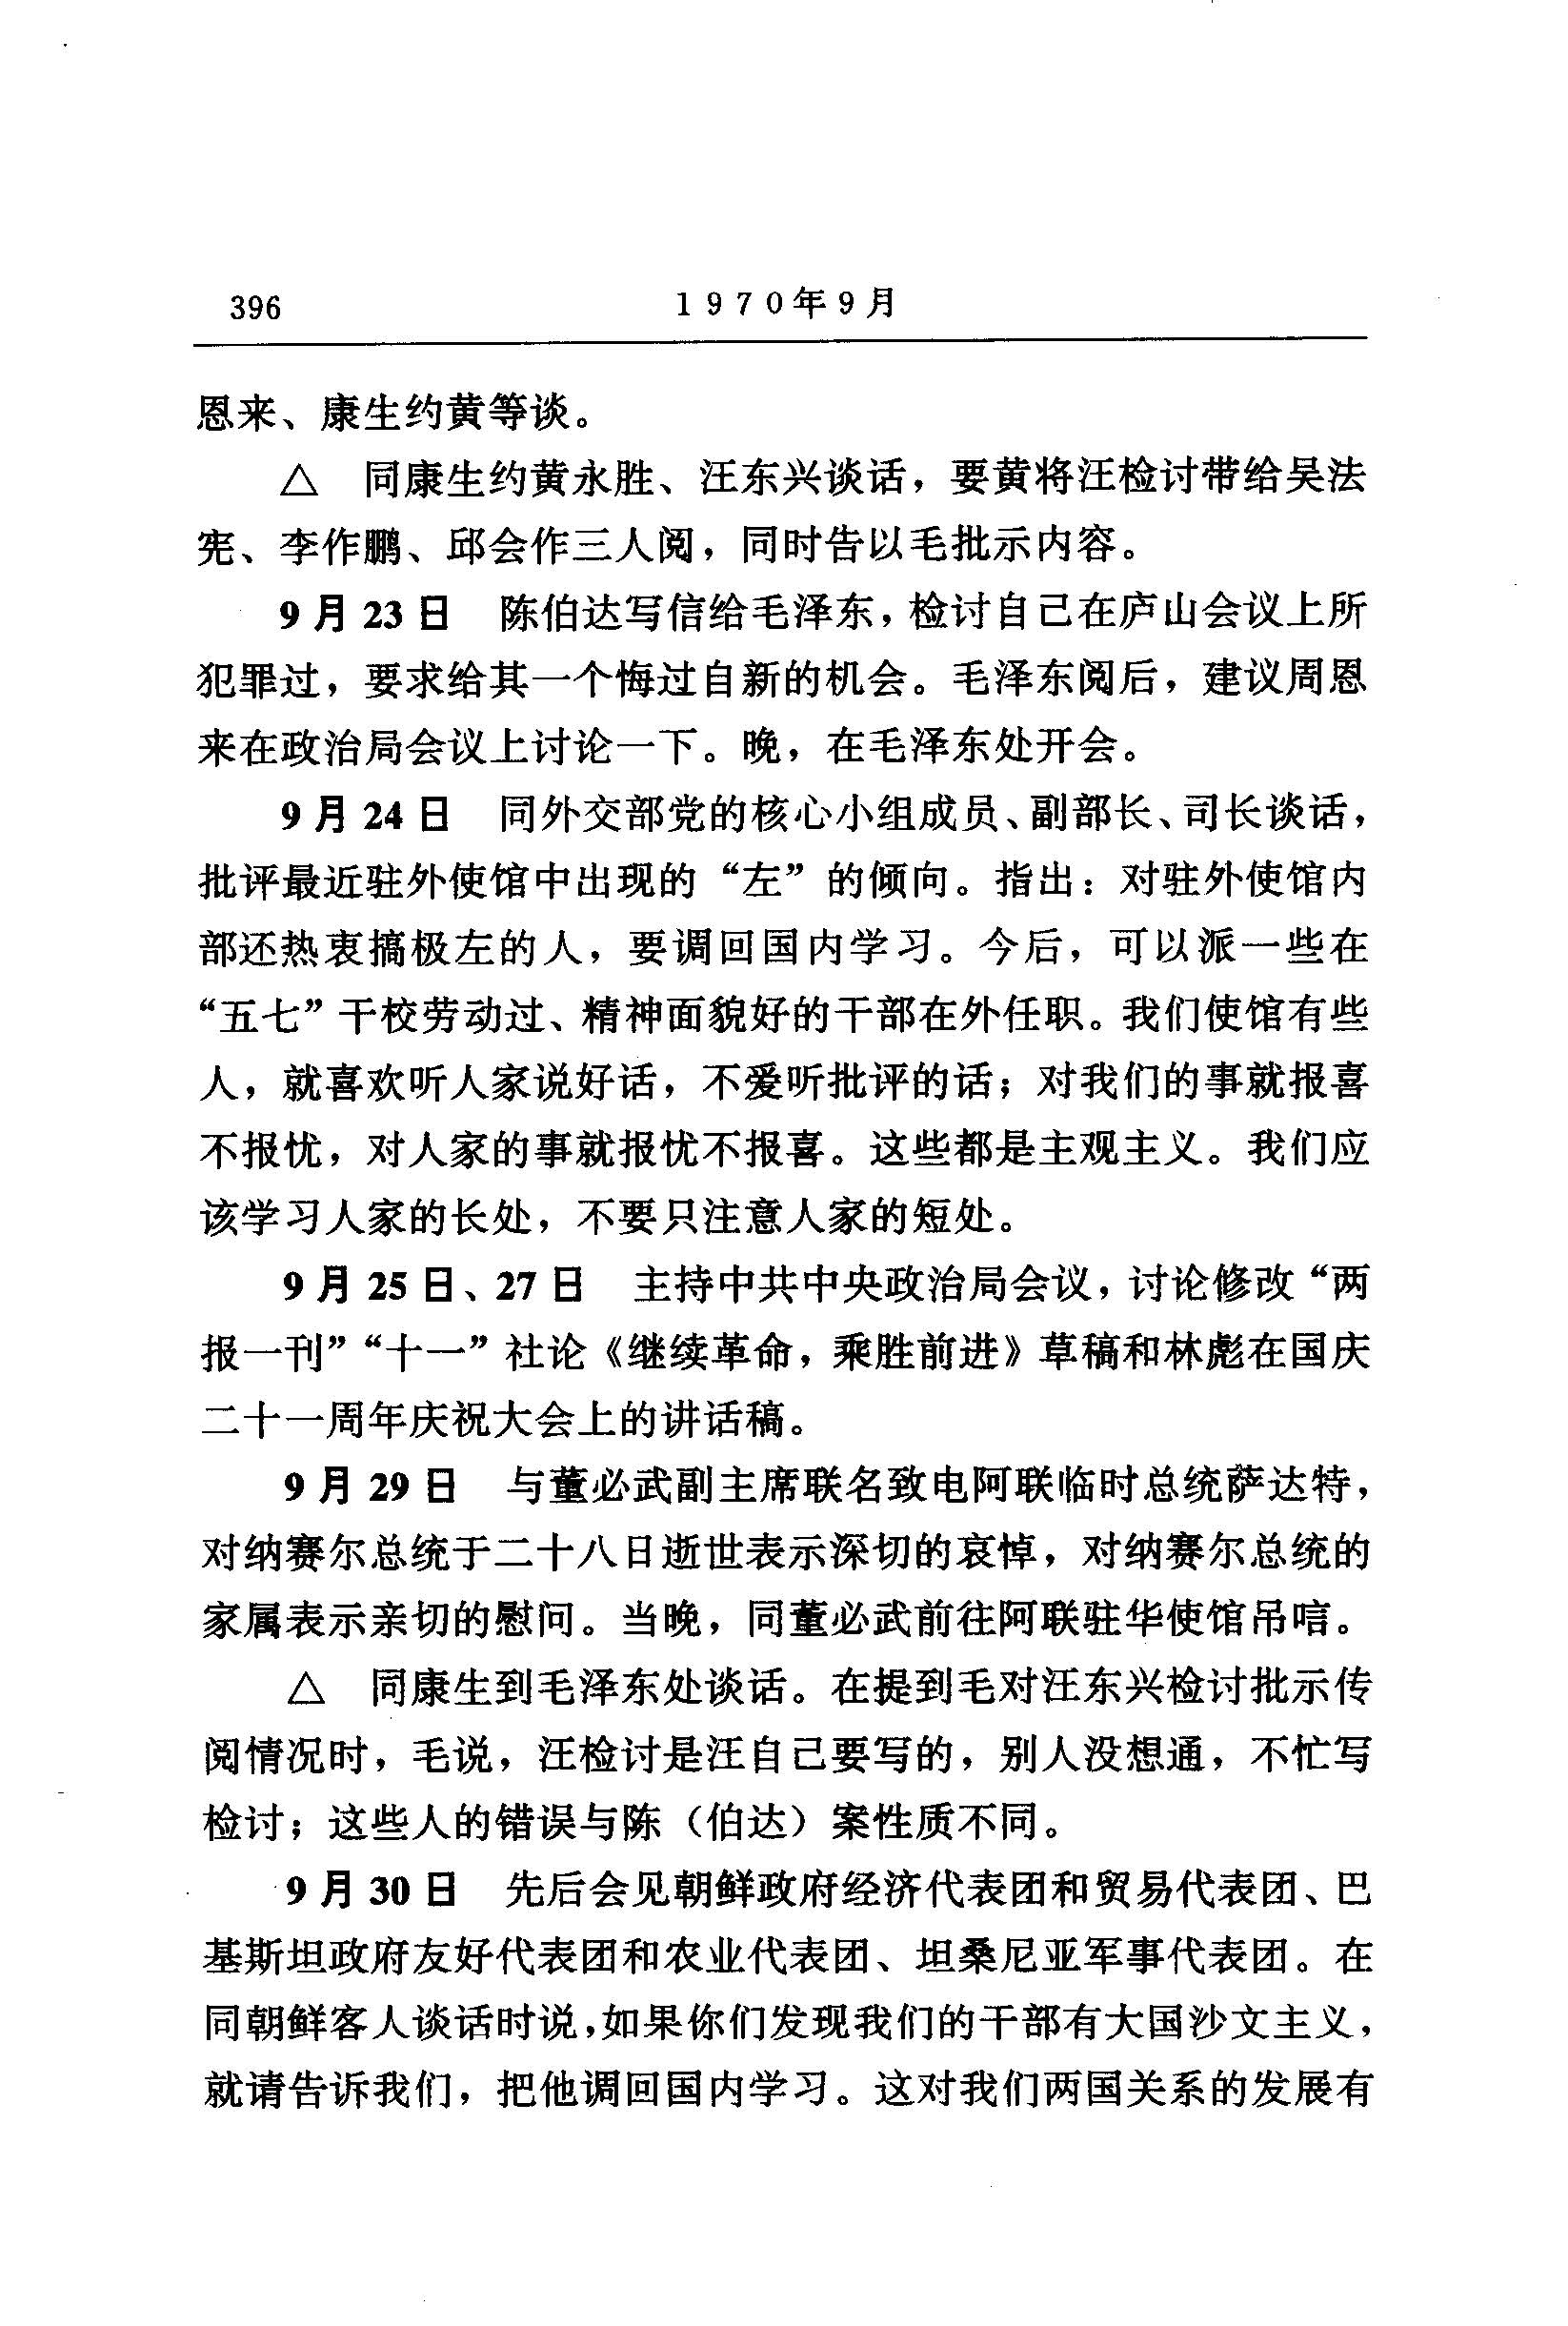 396
1970年9月
恩来、康生约黄等谈。
△ 同康生约黄永胜、汪东兴谈话，要黄将汪检讨带给吴法
宪、李作鹏、邱会作三人阅，同时告以毛批示内容。
9月23日 陈伯达写信给毛泽东，检讨自己在庐山会议上所
犯罪过，要求给其一个悔过自新的机会。毛泽东阅后，建议周恩
来在政治局会议上讨论一下。晚，在毛泽东处开会。
9月24日 同外交部党的核心小组成员、副部长、司长谈话，
批评最近驻外使馆中出现的“左”的倾向。指出：对驻外使馆内
部还热衷搞极左的人，要调回国内学习。今后，可以派一些在
“五七”干校劳动过、精神面貌好的干部在外任职。我们使馆有些
人，就喜欢听人家说好话，不爱听批评的话；对我们的事就报喜
不报忧，对人家的事就报忧不报喜。这些都是主观主义。我们应
该学习人家的长处，不要只注意人家的短处。
9月25日、27日 主持中共中央政治局会议，讨论修改“两
报一刊”“十一”社论《继续革命，乘胜前进》草稿和林彪在国庆
二十一周年庆祝大会上的讲话稿。
9月29日 与董必武副主席联名致电阿联临时总统萨达特，
对纳赛尔总统于二十八日逝世表示深切的哀悼，对纳赛尔总统的
家属表示亲切的慰问。当晚，同董必武前往阿联驻华使馆吊唁。
△ 同康生到毛泽东处谈话。在提到毛对汪东兴检讨批示传
阅情况时，毛说，汪检讨是汪自己要写的，别人没想通，不忙写
检讨；这些人的错误与陈（伯达）案性质不同。
9月30日 先后会见朝鲜政府经济代表团和贸易代表团、巴
基斯坦政府友好代表团和农业代表团、坦桑尼亚军事代表团。在
同朝鲜客人谈话时说，如果你们发现我们的干部有大国沙文主义，
就请告诉我们，把他调回国内学习。这对我们两国关系的发展有